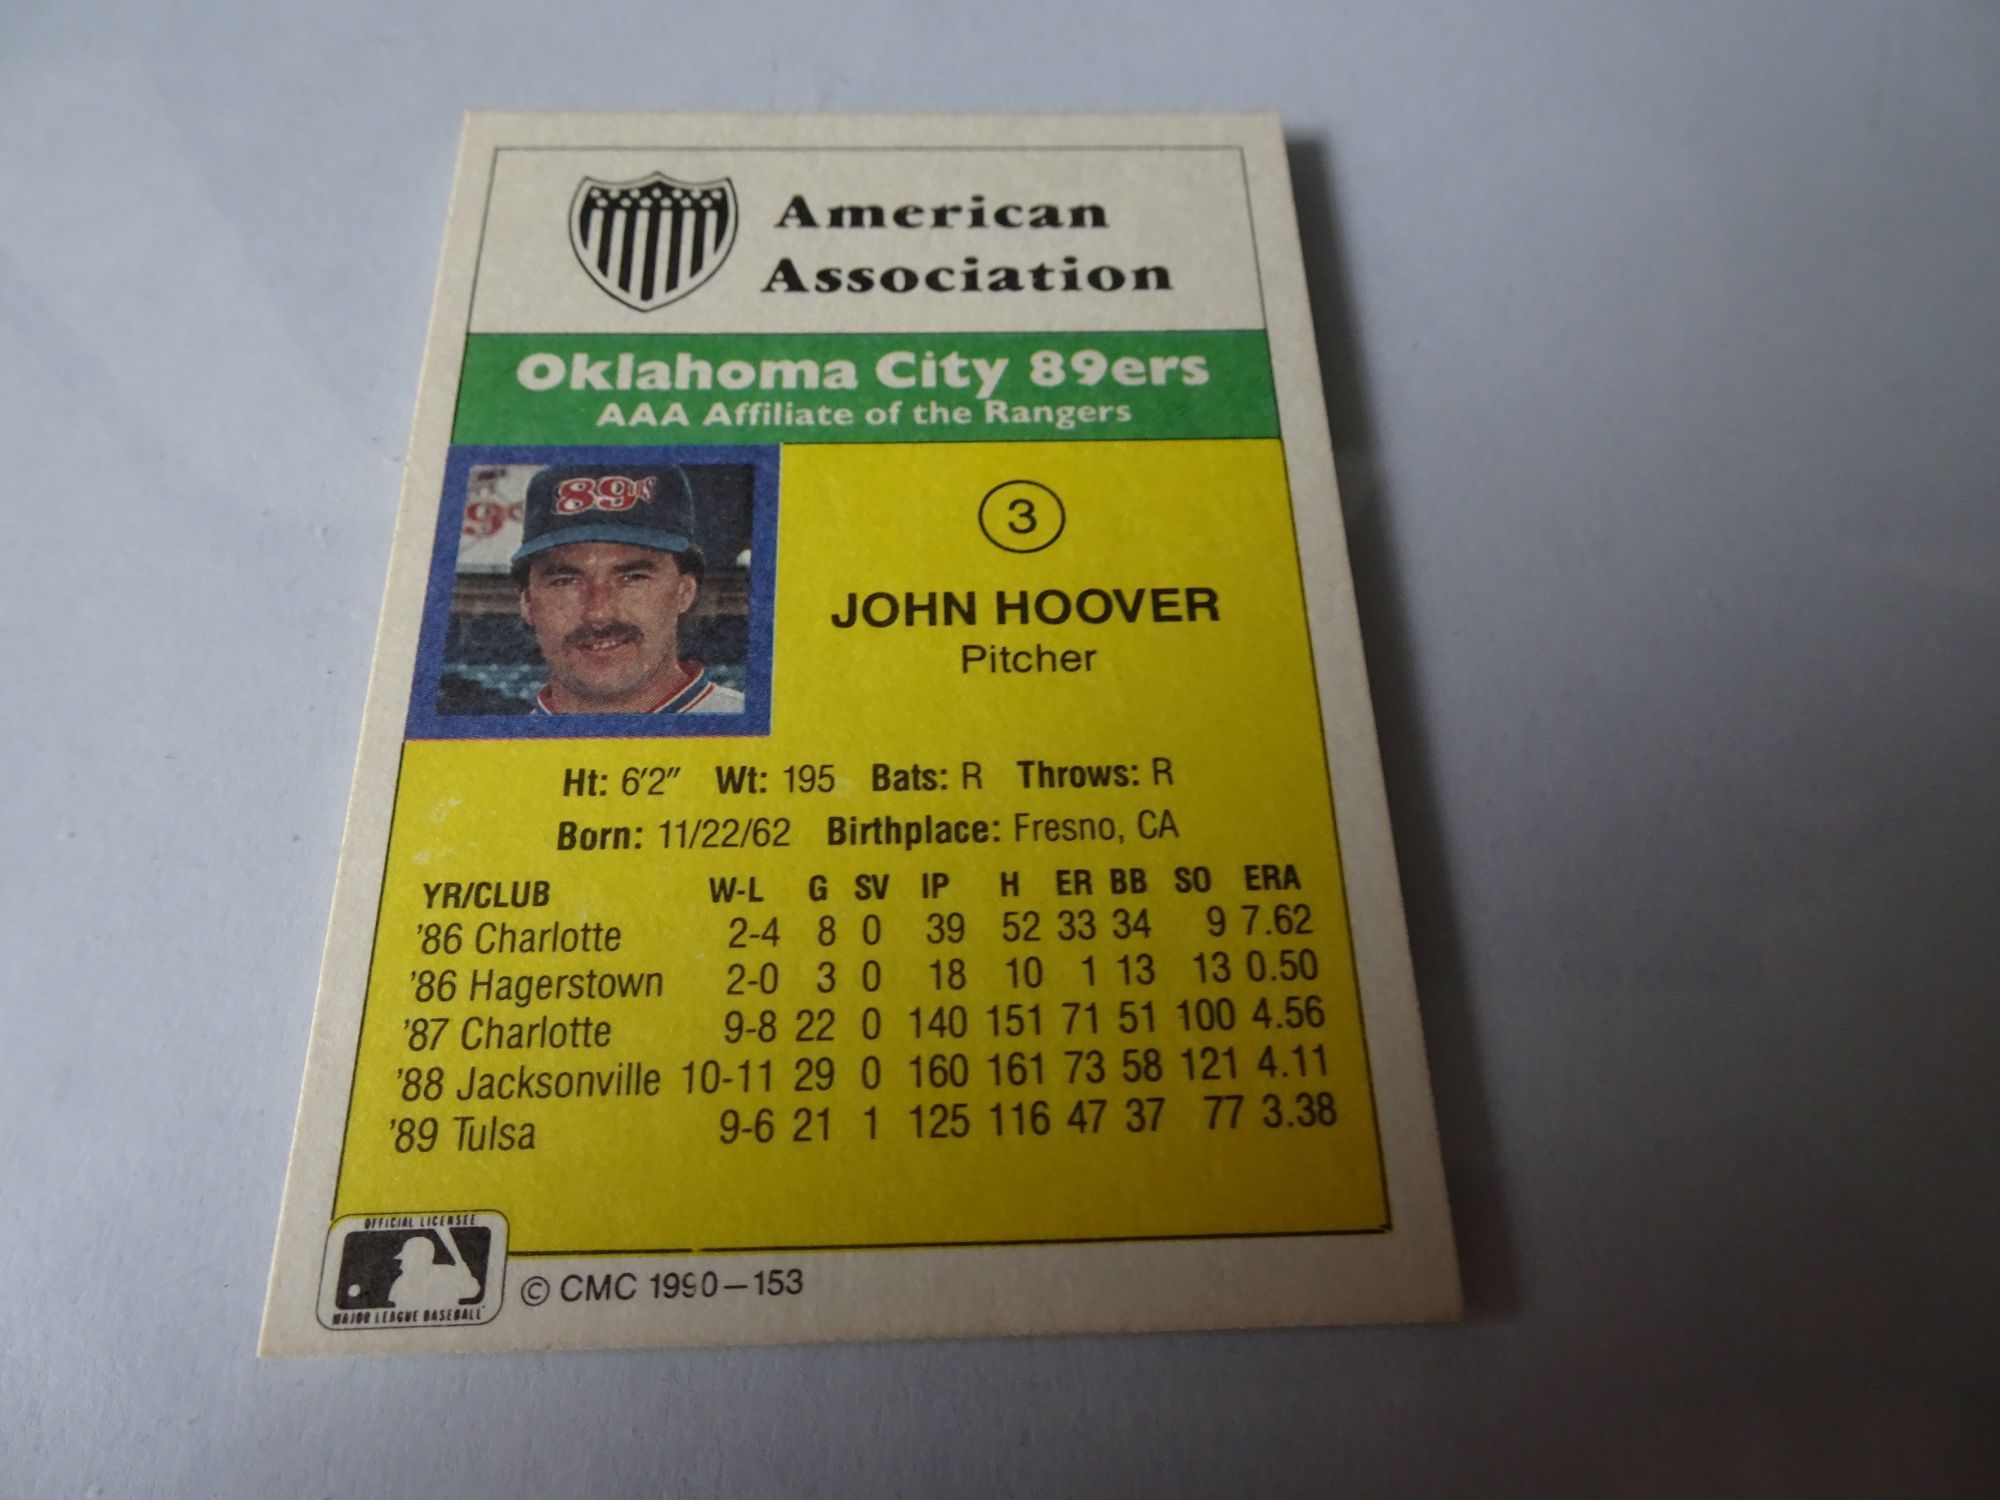 American
Association
Oklahoma City 89ers
AAA Affiliate of the Rangers
89ers
9
3
JOHN HOOVER
Pitcher
Ht: 6'2" Wt: 195 Bats: R Throws: R
Born: 11/22/62 Birthplace: Fresno, CA
YR/CLUB W-L G SV IP H ER BB SO ERA
'86 Charlotte 2-4 8 0 39 52 33 34 9 7.62
'86 Hagerstown 2-0 3 0 18 10 1 13 13 0.50
'87 Charlotte 9-8 22 0 140 151 71 51 100 4.56
'88 Jacksonville 10-11 29 0 160 161 73 58 121 4.11
'89 Tulsa 9-6 21 1 125 116 47 37 77 3.38
OFFICIAL LICENSEE
MAJOR LEAGUE BASEBALL
© CMC 1990—153